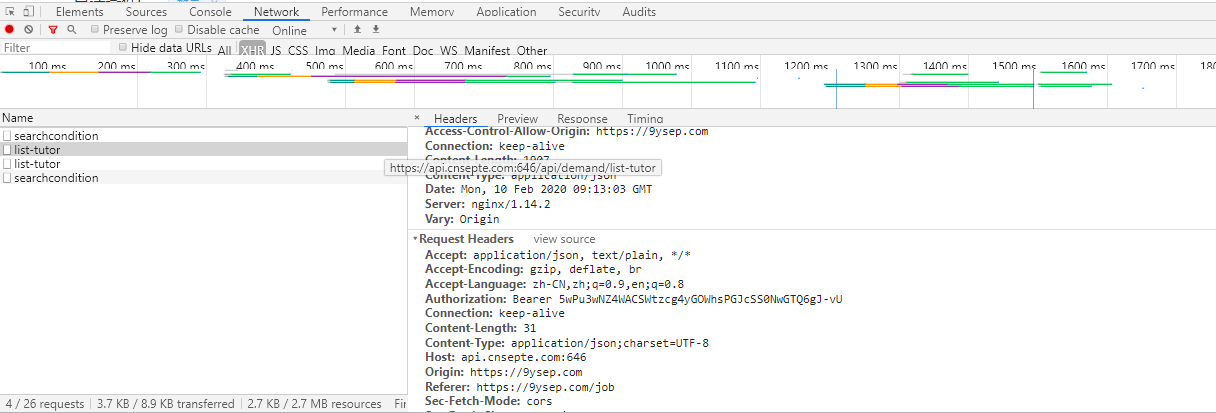 Elements Sources Console Network Performance Memory Application Security Audits
Preserve log Disable cache Online
Filter Hide data URLs All XHR JS CSS Img Media Font Doc WS Manifest Other
100 ms 200 ms 300 ms 400 ms 500 ms 600 ms 700 ms 800 ms 900 ms 1000 ms 1100 ms 1200 ms 1300 ms 1400 ms 1500 ms 1600 ms 1700 ms 180
Name
searchcondition
list-tutor
list-tutor
searchcondition
× Headers Preview Response Timing
Access-Control-Allow-Origin: https://9ysep.com
Connection: keep-alive
Content-Length: 1907
https://api.cnsepte.com:646/api/demand/list-tutor
Content-Type: application/json
Date: Mon, 10 Feb 2020 09:13:03 GMT
Server: nginx/1.14.2
Vary: Origin
Request Headers view source
Accept: application/json, text/plain, */*
Accept-Encoding: gzip, deflate, br
Accept-Language: zh-CN,zh;q=0.9,en;q=0.8
Authorization: Bearer 5wPu3wNZ4WACSWtzcg4yGOWhsPGJcSS0NwGTQ6gJ-vU
Connection: keep-alive
Content-Length: 31
Content-Type: application/json;charset=UTF-8
Host: api.cnsepte.com:646
Origin: https://9ysep.com
Referer: https://9ysep.com/job
Sec-Fetch-Mode: cors
4 / 26 requests 3.7 KB / 8.9 KB transferred 2.7 KB / 2.7 MB resources Fir